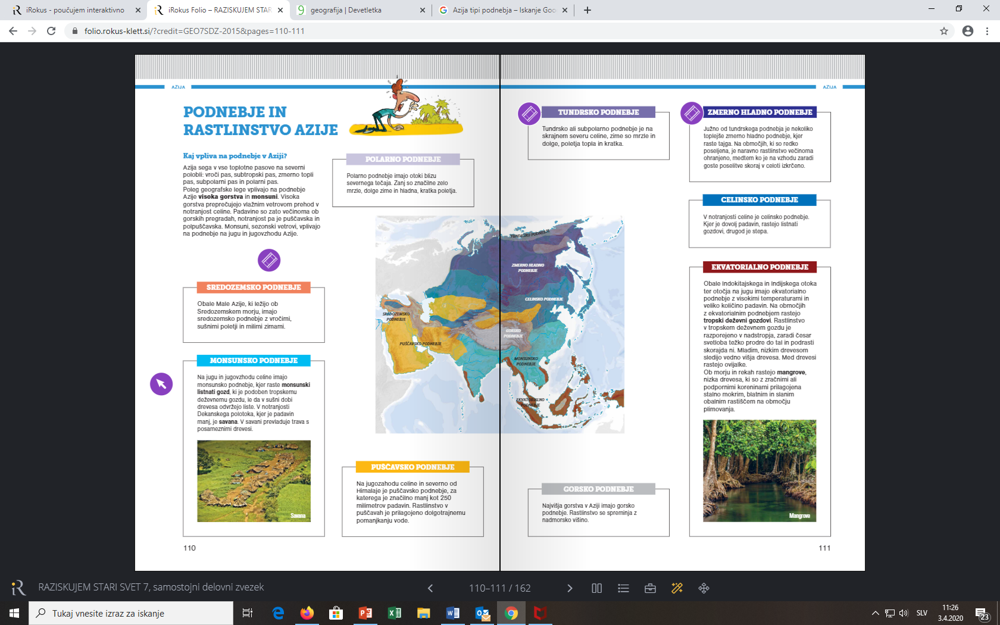 iRokus - poučujem interaktivno
iRokus Folio – RAZISKUJEM STAR
geografija | Devetletka
Azija tipi podnebja – Iskanje Goo
folio.rokus-klett.si/?credit=GEO7SDZ-2015&pages=110-111
AZIJA
AZIJA
PODNEBJE IN
RASTLINSTVO AZIJE
Kaj vpliva na podnebje v Aziji?
Azija sega v vse toplotne pasove na severni
polobli: vroči pas, subtropski pas, zmerno topli
pas, subpolarni pas in polarni pas.
Poleg geografske lege vplivajo na podnebje
Azije visoka gorstva in monsuni. Visoka
gorstva preprečujejo vlažnim vetrovom prehod v
notranjost celine. Padavine so zato večinoma ob
gorskih pregradah, notranjost pa je puščavska in
polpuščavska. Monsuni, sezonski vetrovi, vplivajo
na podnebje na jugu in jugovzhodu Azije.
POLARNO PODNEBJE
Polarno podnebje imajo otoki blizu
severnega tečaja. Zanj so značilne zelo
mrzle, dolge zime in hladna, kratka poletja.
SREDOZEMSKO PODNEBJE
Obale Male Azije, ki ležijo ob
Sredozemskem morju, imajo
sredozemsko podnebje z vročimi,
sušnimi poletji in milimi zimami.
MONSUNSKO PODNEBJE
Na jugu in jugovzhodu celine imajo
monsunsko podnebje, kjer raste monsunski
listnati gozd, ki je podoben tropskemu
deževnemu gozdu, le da v sušni dobi
drevesa odvržejo liste. V notranjosti
Dekanskega polotoka, kjer je padavin
manj, je savana. V savani prevladuje trava s
posameznimi drevesi.
Savana
PUŠČAVSKO PODNEBJE
Na jugozahodu celine in severno od
Himalaje je puščavsko podnebje, za
katerega je značilno manj kot 250
milimetrov padavin. Rastlinstvo v
puščavah je prilagojeno dolgotrajnemu
pomanjkanju vode.
110
TUNDRSKO PODNEBJE
ZMERNO HLADNO
PODNEBJE
CELINSKO PODNEBJE
SREDOZEMSKO
PODNEBJE
GORSKO
PODNEBJE
PUŠČAVSKO PODNEBJE
MONSUNSKO
PODNEBJE
EKVATORIALNO
PODNEBJE
TUNDRSKO PODNEBJE
Tundrsko ali subpolarno podnebje je na
skrajnem severu celine, zime so mrzle in
dolge, poletja topla in kratka.
ZMERNO HLADNO PODNEBJE
Južno od tundrskega podnebja je nekoliko
toplejše zmerno hladno podnebje, kjer
raste tajga. Na območjih, ki so redko
poseljena, je naravno rastlinstvo večinoma
ohranjeno, medtem ko je na vzhodu zaradi
goste poselitve skoraj v celoti izkrčeno.
CELINSKO PODNEBJE
V notranjosti celine je celinsko podnebje.
Kjer je dovolj padavin, rastejo listnati
gozdovi, drugod je stepa.
EKVATORIALNO PODNEBJE
Obale Indokitajskega in Indijskega otoka
ter otočja na jugu imajo ekvatorialno
podnebje z visokimi temperaturami in
veliko količino padavin. Na območjih
z ekvatorialnim podnebjem rastejo
tropski deževni gozdovi. Rastlinstvo
v tropskem deževnem gozdu je
razporejeno v nadstropja, zaradi česar
svetloba težko prodre do tal in podrasti
skorajda ni. Mladim, nizkim drevesom
sledijo vedno višja drevesa. Med drevesi
rastejo ovijalke.
Ob morju in rekah rastejo mangrove,
nizka drevesa, ki so z zračnimi ali
podpornimi koreninami prilagojena
stalno mokrim, blatnim in slanim
obalnim rastiščem na območju
plimovanja.
Mangrove
GORSKO PODNEBJE
Najvišja gorstva v Aziji imajo gorsko
podnebje. Rastlinstvo se spreminja z
nadmorsko višino.
111
iR
RAZISKUJEM STARI SVET 7, samostojni delovni zvezek
110–111 / 162
Tukaj vnesite izraz za iskanje
SLV
11:26
3.4.2020
23